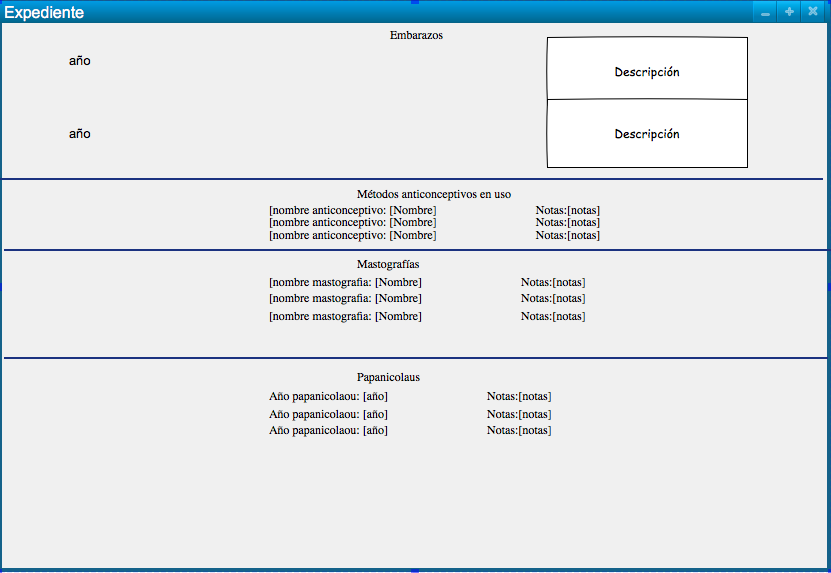 Expediente
Embarazos
año
Descripción
año
Descripción
Métodos anticonceptivos en uso
[nombre anticonceptivo: [Nombre] Notas:[notas]
[nombre anticonceptivo: [Nombre] Notas:[notas]
[nombre anticonceptivo: [Nombre] Notas:[notas]
Mastografías
[nombre mastografia: [Nombre] Notas:[notas]
[nombre mastografia: [Nombre] Notas:[notas]
[nombre mastografia: [Nombre] Notas:[notas]
Papanicolaus
Año papanicolaou: [año] Notas:[notas]
Año papanicolaou: [año] Notas:[notas]
Año papanicolaou: [año] Notas:[notas]